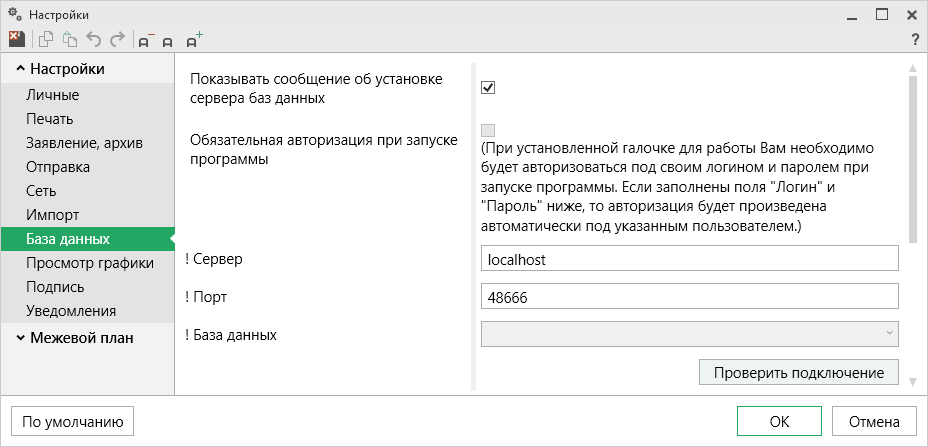 Настройки
?
Настройки
Личные
Печать
Заявление, архив
Отправка
Сеть
Импорт
База данных
Просмотр графики
Подпись
Уведомления
Межевой план
Показывать сообщение об установке
сервера баз данных
Обязательная авторизация при запуске
программы
(При установленной галочке для работы Вам необходимо
будет авторизоваться под своим логином и паролем при
запуске программы. Если заполнены поля "Логин" и
"Пароль" ниже, то авторизация будет произведена
автоматически под указанным пользователем.)
! Сервер
localhost
! Порт
48666
! База данных
Проверить подключение
По умолчанию
ОК
Отмена